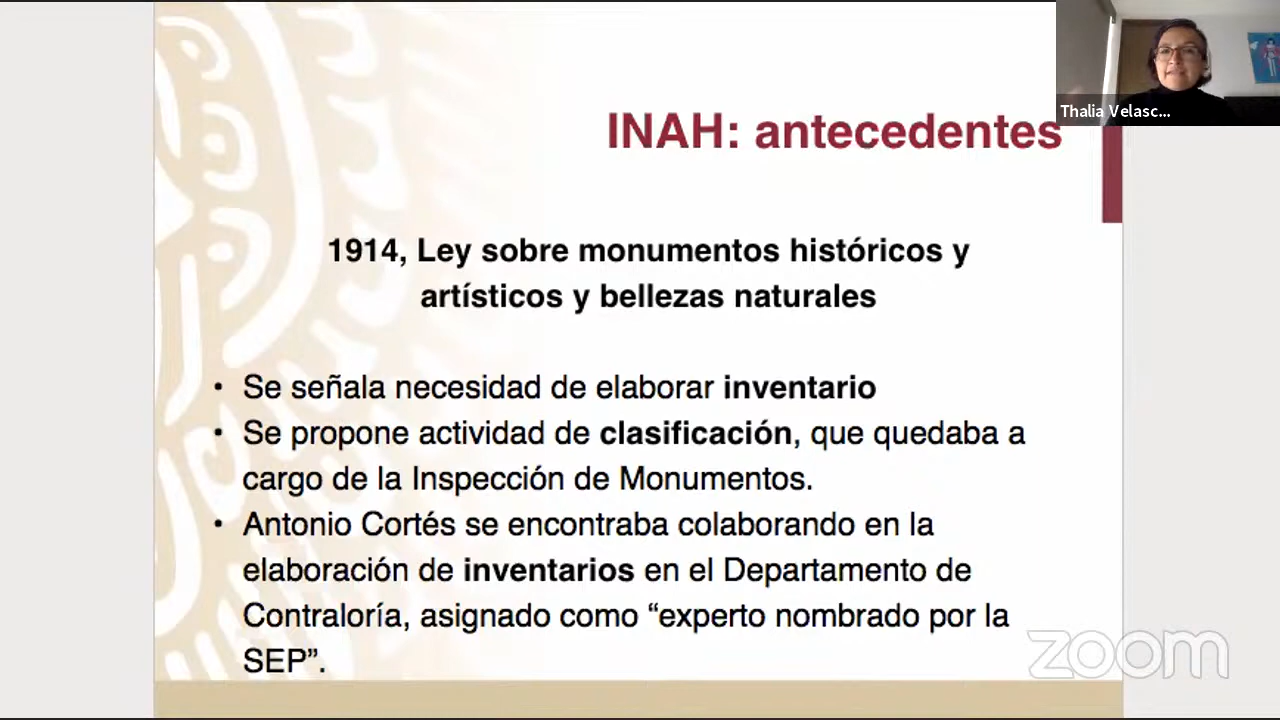 Thalia Velasc...
INAH: antecedentes
1914, Ley sobre monumentos históricos y
artísticos y bellezas naturales
• Se señala necesidad de elaborar inventario
• Se propone actividad de clasificación, que quedaba a
cargo de la Inspección de Monumentos.
• Antonio Cortés se encontraba colaborando en la
elaboración de inventarios en el Departamento de
Contraloría, asignado como “experto nombrado por la
SEP”.
zoom